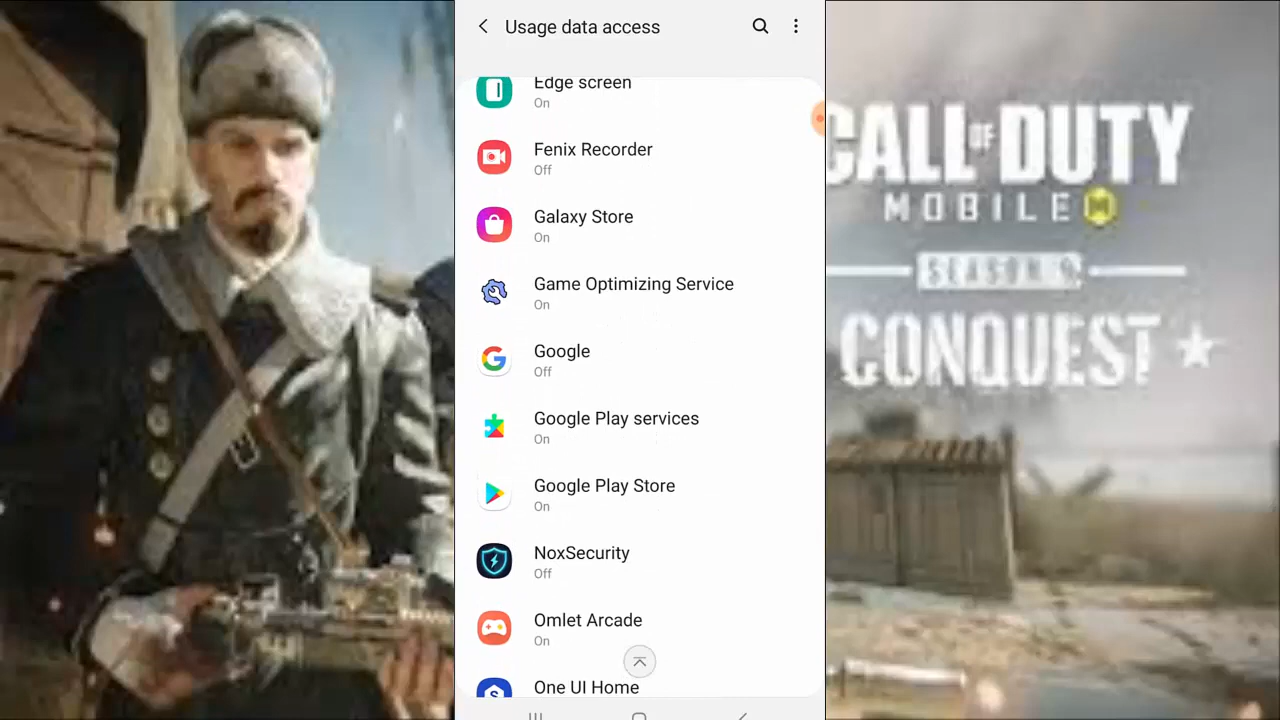 Usage data access
Edge screen
On
Fenix Recorder
Off
Galaxy Store
On
Game Optimizing Service
On
Google
Off
Google Play services
On
Google Play Store
On
NoxSecurity
Off
Omlet Arcade
On
One UI Home
CALL OF DUTY
MOBILE
SEASON 9
CONQUEST